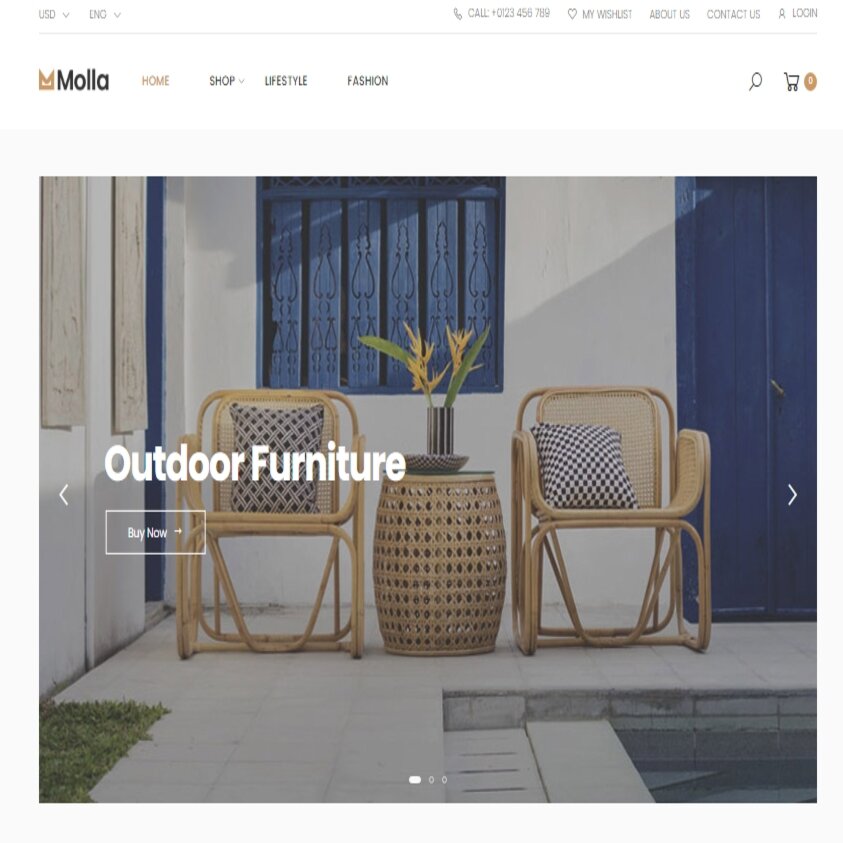 USD ENG CALL: +0123 456 789 MY WISHLIST ABOUT US CONTACT US LOGIN
Molla HOME SHOP LIFESTYLE FASHION 0
Outdoor Furniture
Buy Now →